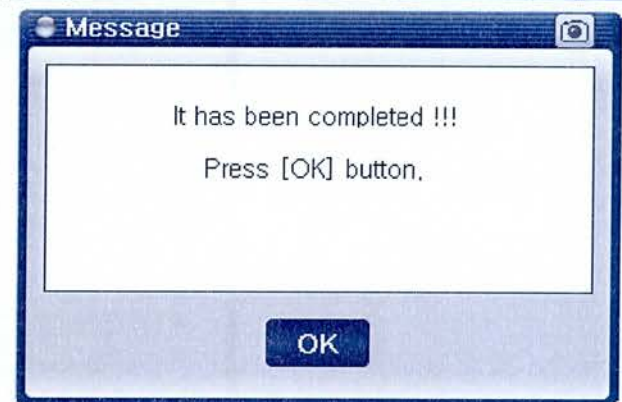 Message
It has been completed !!!
Press [OK] button,
OK